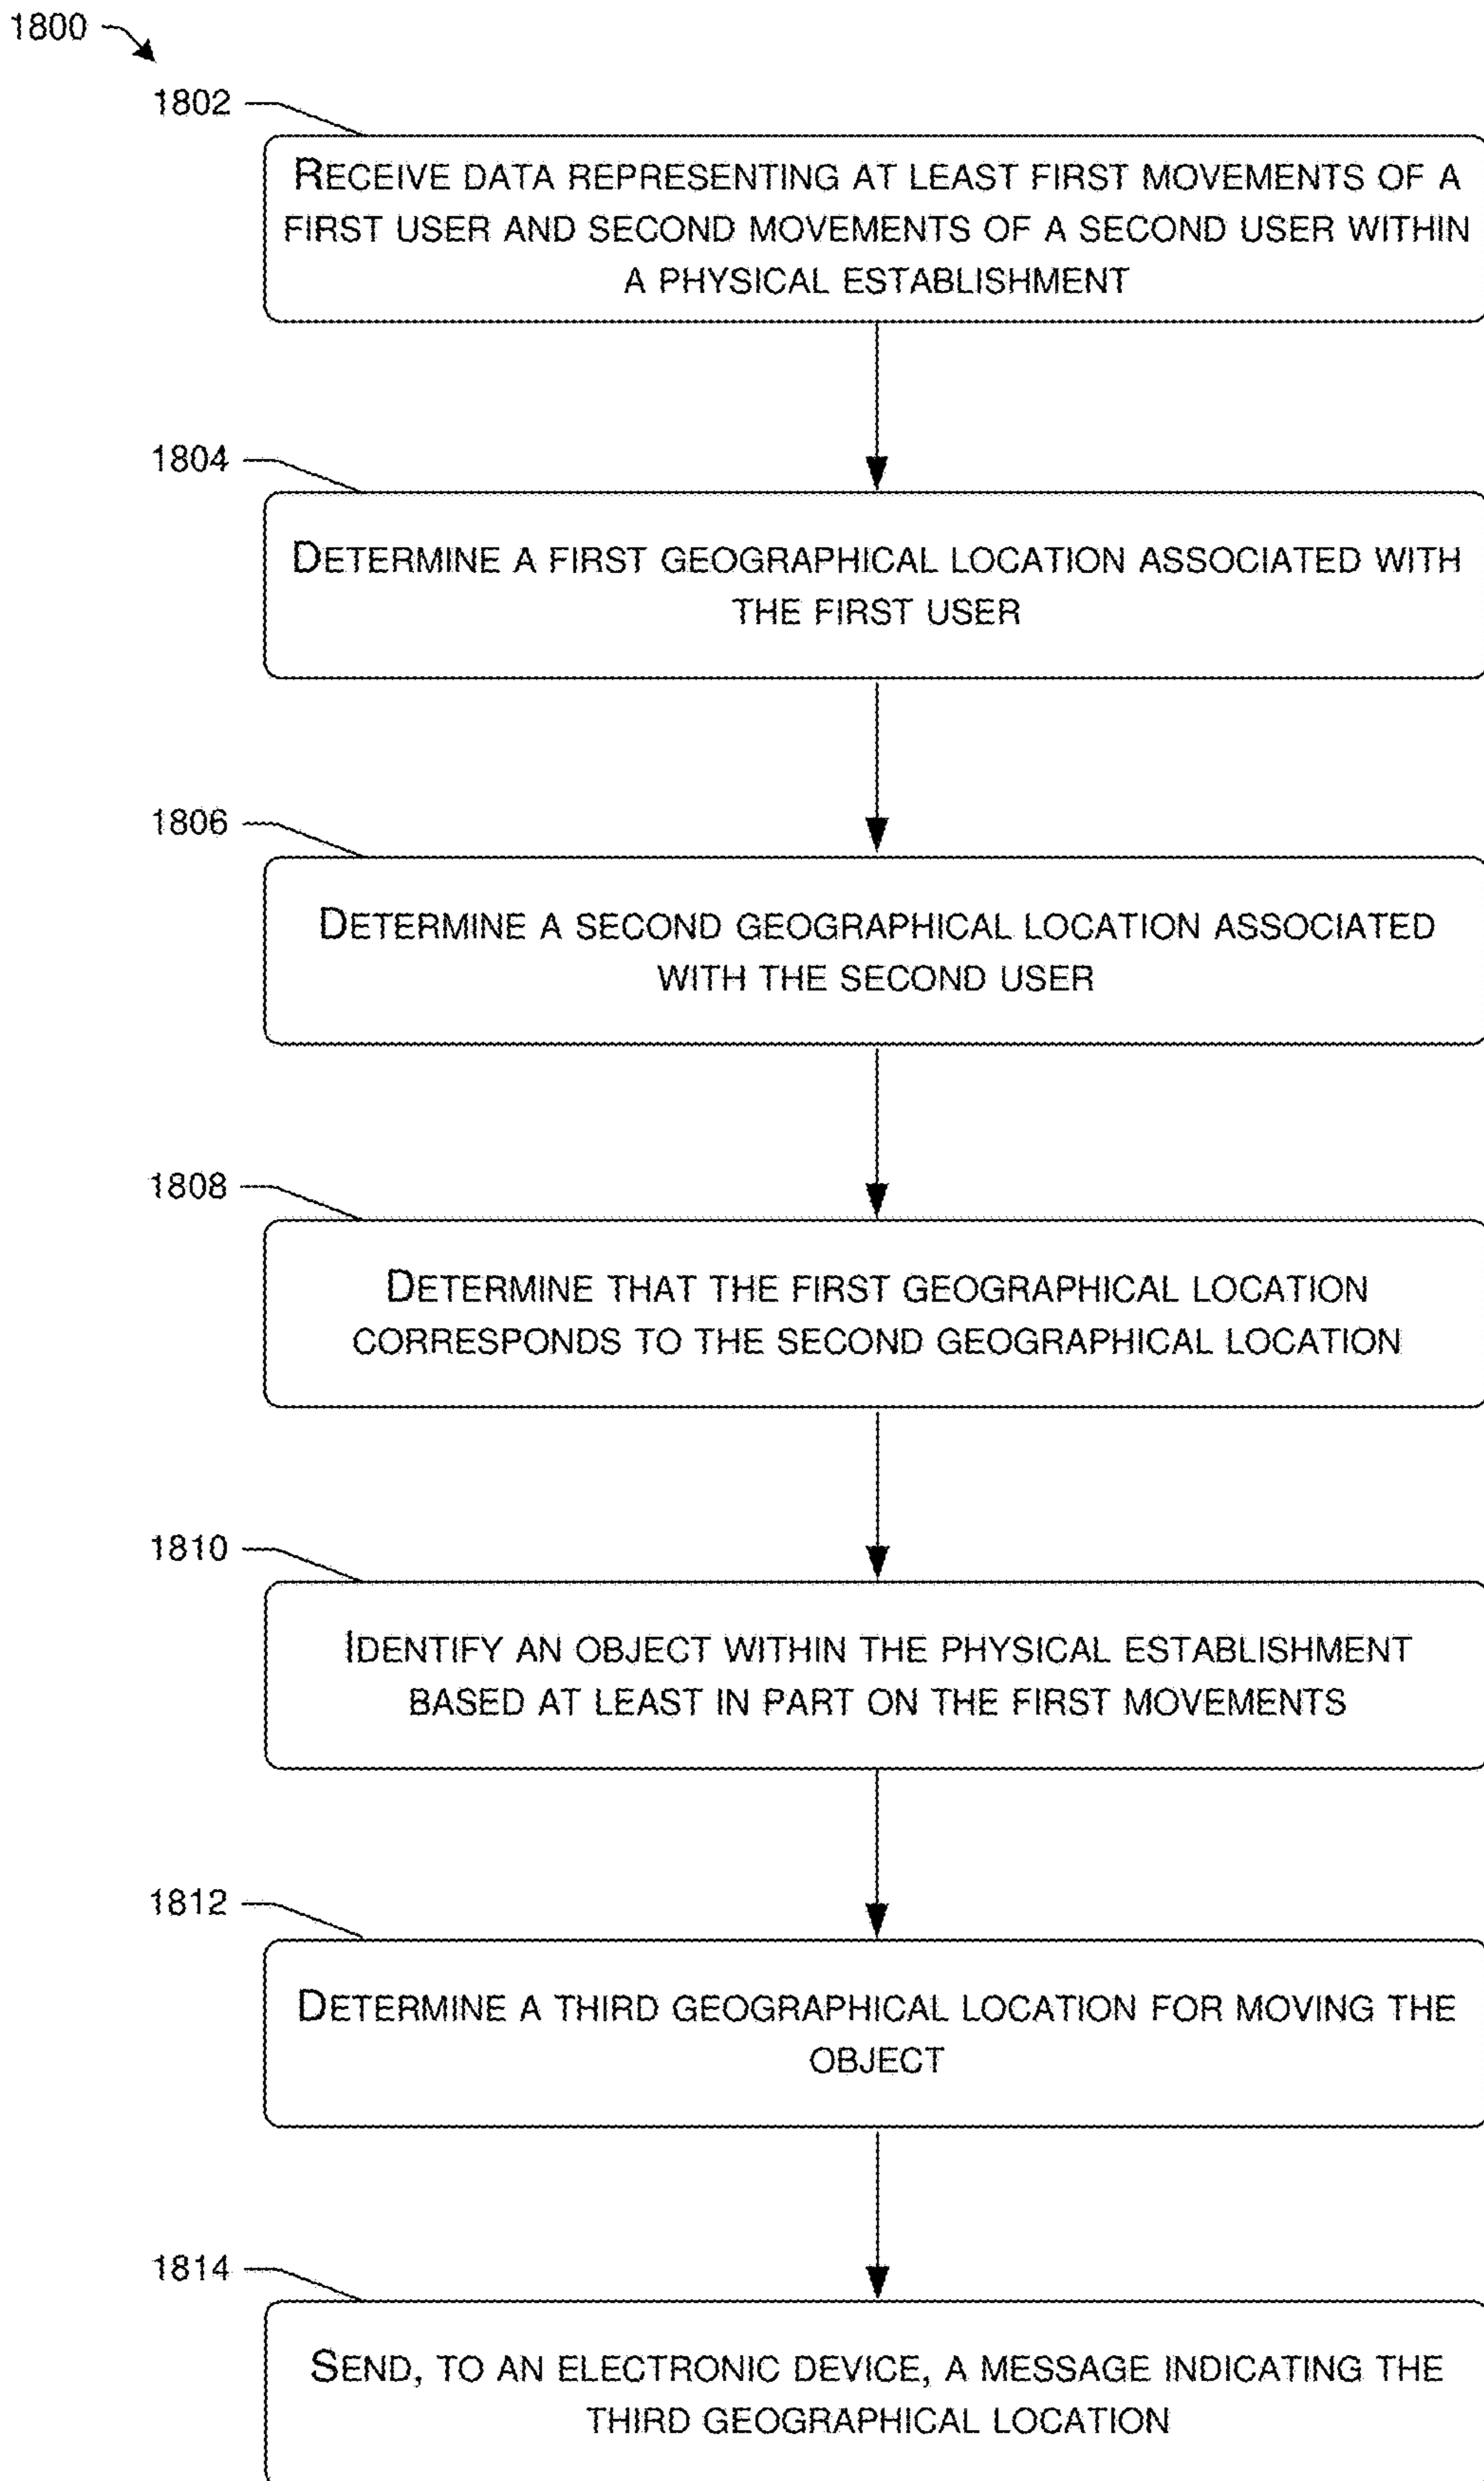 1800
1802
RECEIVE DATA REPRESENTING AT LEAST FIRST MOVEMENTS OF A
FIRST USER AND SECOND MOVEMENTS OF A SECOND USER WITHIN
A PHYSICAL ESTABLISHMENT
1804
DETERMINE A FIRST GEOGRAPHICAL LOCATION ASSOCIATED WITH
THE FIRST USER
1806
DETERMINE A SECOND GEOGRAPHICAL LOCATION ASSOCIATED
WITH THE SECOND USER
1808
DETERMINE THAT THE FIRST GEOGRAPHICAL LOCATION
CORRESPONDS TO THE SECOND GEOGRAPHICAL LOCATION
1810
IDENTIFY AN OBJECT WITHIN THE PHYSICAL ESTABLISHMENT
BASED AT LEAST IN PART ON THE FIRST MOVEMENTS
1812
DETERMINE A THIRD GEOGRAPHICAL LOCATION FOR MOVING THE
OBJECT
1814
SEND, TO AN ELECTRONIC DEVICE, A MESSAGE INDICATING THE
THIRD GEOGRAPHICAL LOCATION